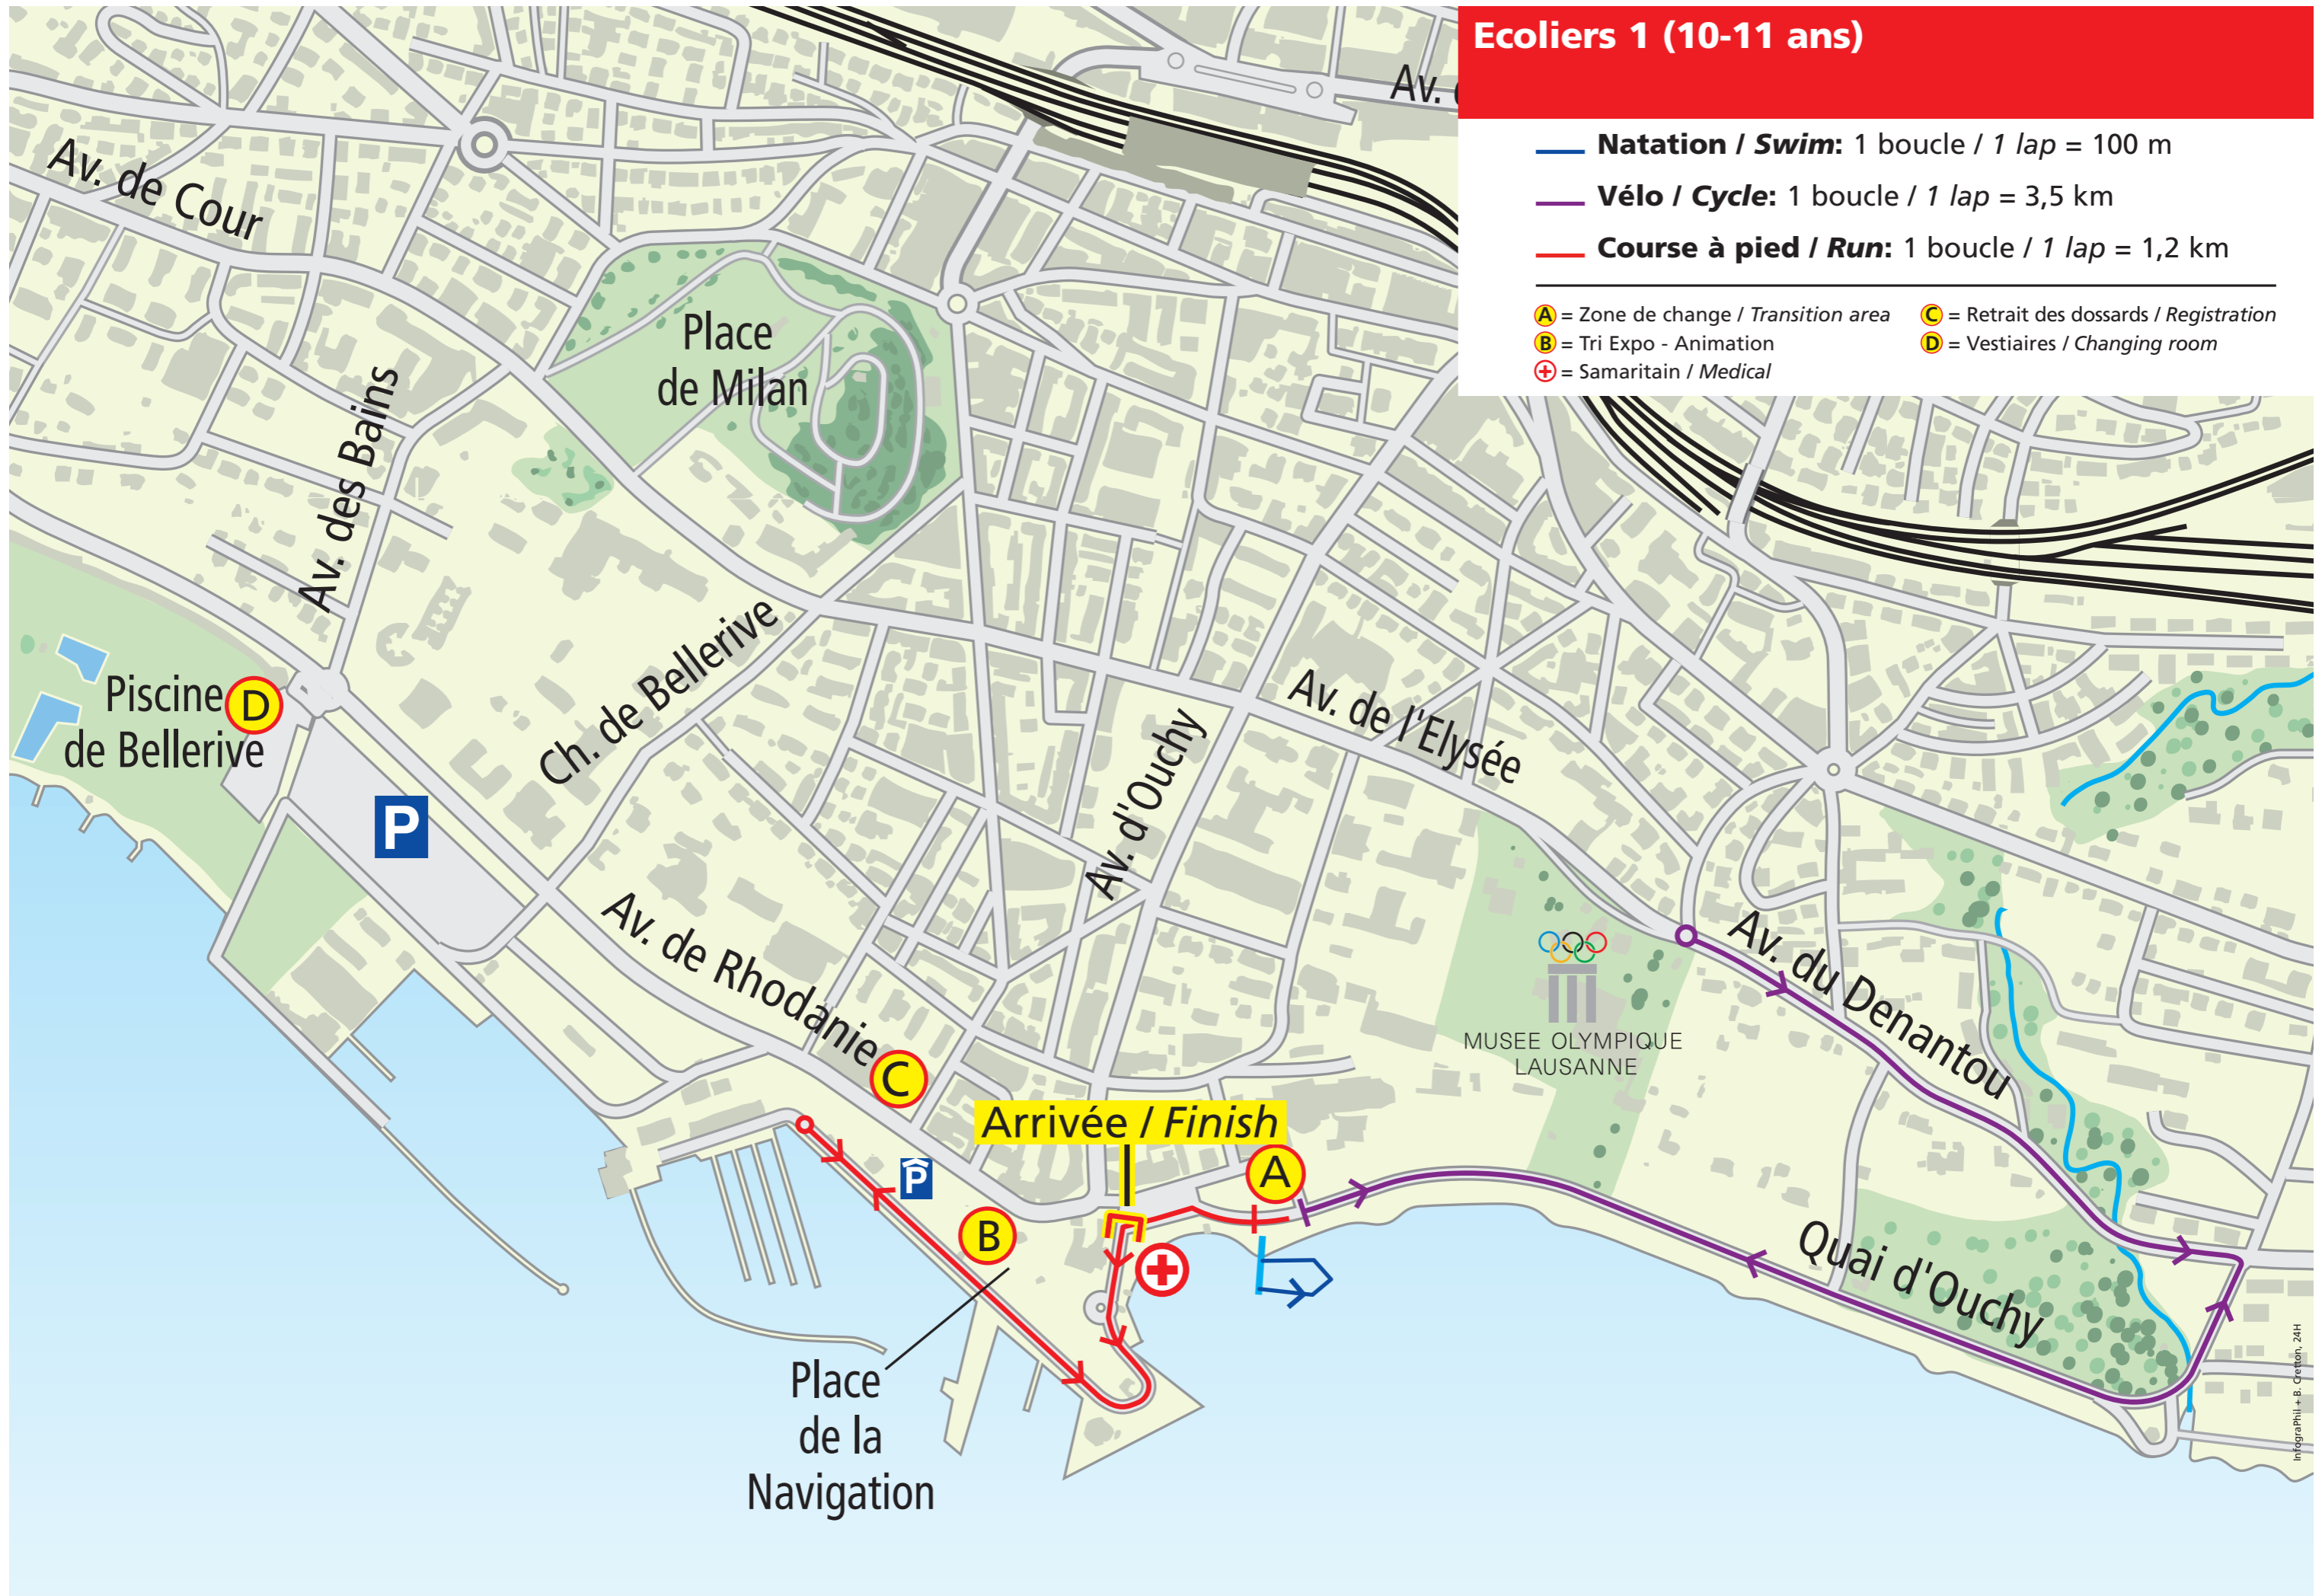 Ecoliers 1 (10-11 ans)
Natation / Swim: 1 boucle / 1 lap = 100 m
Vélo / Cycle: 1 boucle / 1 lap = 3,5 km
Course à pied / Run: 1 boucle / 1 lap = 1,2 km
A = Zone de change / Transition area
B = Tri Expo - Animation
= Samaritain / Medical
C = Retrait des dossards / Registration
D = Vestiaires / Changing room
Av.
Av. de Cour
Place
de Milan
Av. des Bains
Piscine
de Bellerive
D
P
Ch. de Bellerive
Av. de l'Elysée
Av. d'Ouchy
Av. de Rhodanie
C
Av. du Denantou
MUSEE OLYMPIQUE
LAUSANNE
Arrivée / Finish
A
P
B
Quai d'Ouchy
Place
de la
Navigation
InfograPhil + B. Cretton, 24H